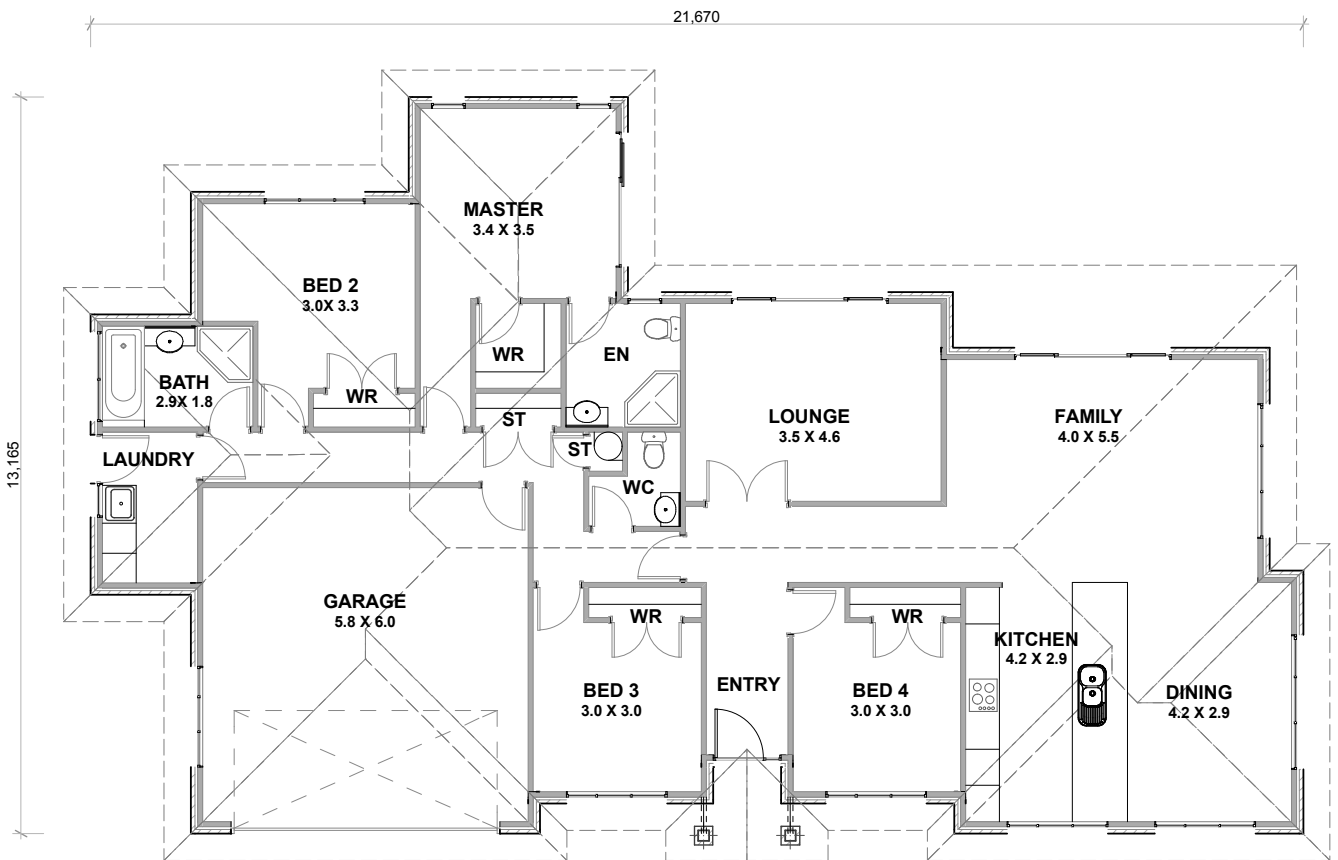 21,670
13,165
MASTER
3.4 X 3.5
BED 2
3.0X 3.3
WR
EN
BATH
2.9X 1.8
WR
ST
LOUNGE
3.5 X 4.6
FAMILY
4.0 X 5.5
LAUNDRY
ST
WC
GARAGE
5.8 X 6.0
WR
WR
KITCHEN
4.2 X 2.9
BED 3
3.0 X 3.0
ENTRY
BED 4
3.0 X 3.0
DINING
4.2 X 2.9